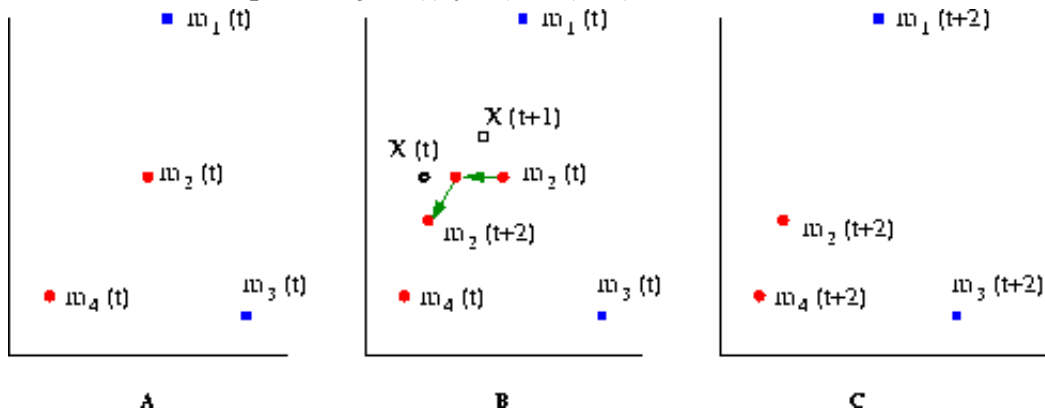 m1 (t)
m2 (t)
m3 (t)
m4 (t)
A
m1 (t)
X (t+1)
X (t)
m2 (t)
m2 (t+2)
m3 (t)
m4 (t)
B
m1 (t+2)
m2 (t+2)
m3 (t+2)
m4 (t+2)
C